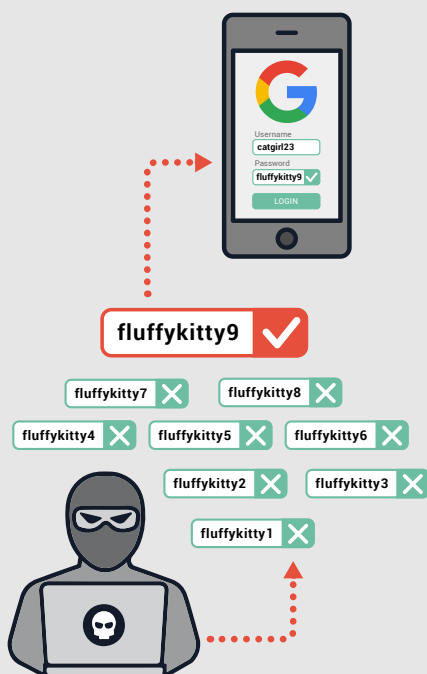 Username
catgirl23
Password
fluffykitty9
LOGIN
fluffykitty9
fluffykitty7
fluffykitty8
fluffykitty4
fluffykitty5
fluffykitty6
fluffykitty2
fluffykitty3
fluffykitty1